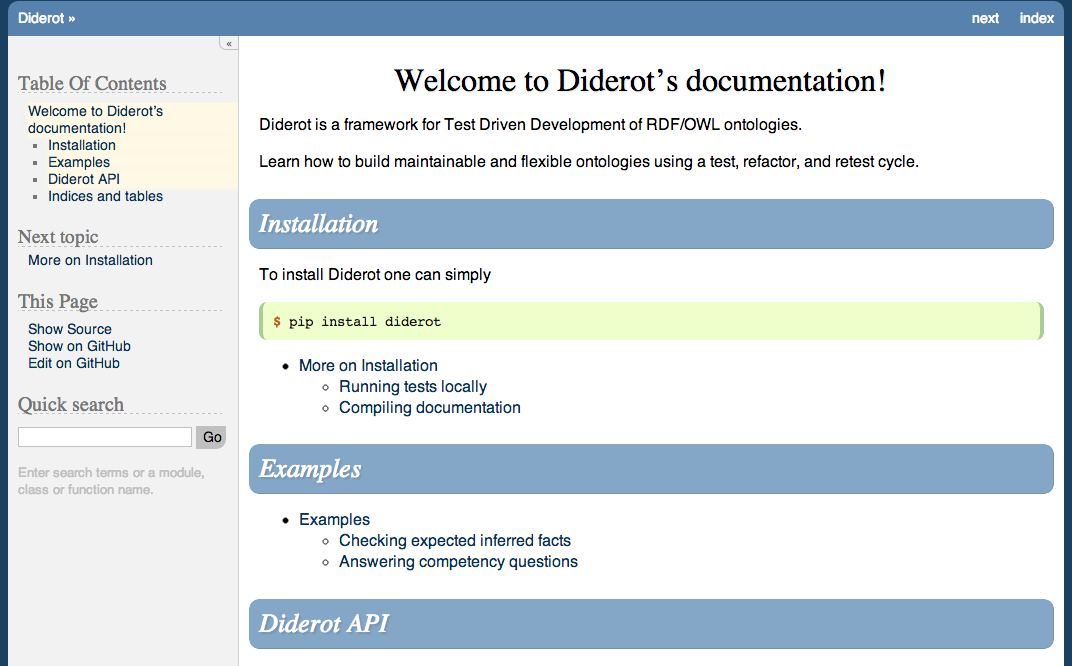 Diderot »
next index
«
Table Of Contents
Welcome to Diderot’s
documentation!
Installation
Examples
Diderot API
Indices and tables
Next topic
More on Installation
This Page
Show Source
Show on GitHub
Edit on GitHub
Quick search
Go
Enter search terms or a module,
class or function name.
Welcome to Diderot’s documentation!
Diderot is a framework for Test Driven Development of RDF/OWL ontologies.
Learn how to build maintainable and flexible ontologies using a test, refactor, and retest cycle.
Installation
To install Diderot one can simply
$ pip install diderot
More on Installation
Running tests locally
Compiling documentation
Examples
Examples
Checking expected inferred facts
Answering competency questions
Diderot API